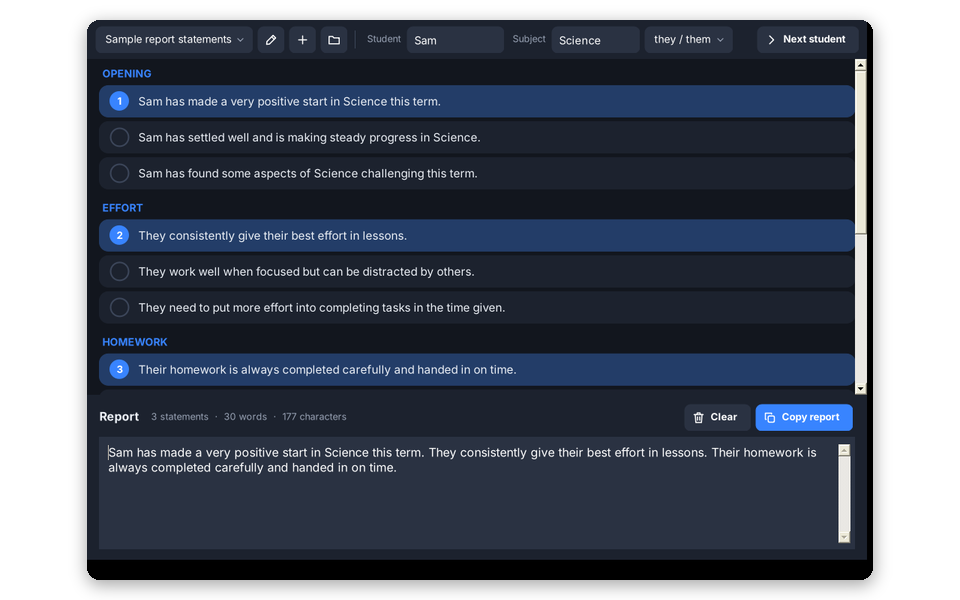 Sample report statements
Student
Sam
Subject
Science
they / them
Next student
OPENING
1 Sam has made a very positive start in Science this term.
Sam has settled well and is making steady progress in Science.
Sam has found some aspects of Science challenging this term.
EFFORT
2 They consistently give their best effort in lessons.
They work well when focused but can be distracted by others.
They need to put more effort into completing tasks in the time given.
HOMEWORK
3 Their homework is always completed carefully and handed in on time.
Report 3 statements · 30 words · 177 characters
Clear
Copy report
Sam has made a very positive start in Science this term. They consistently give their best effort in lessons. Their homework is
always completed carefully and handed in on time.